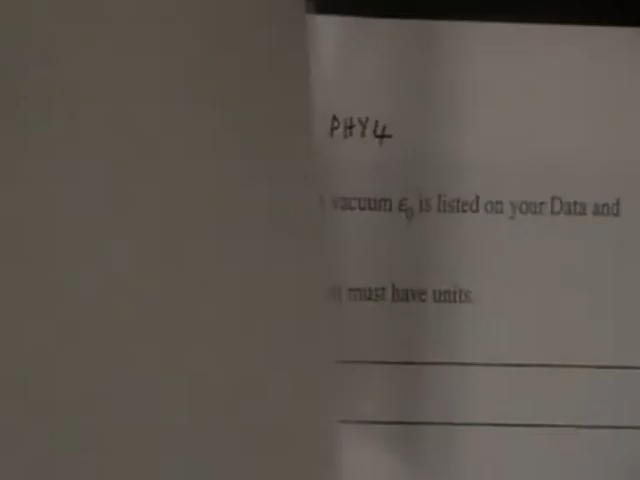 PHY4
vacuum ε₀ is listed on your Data and
must have units.